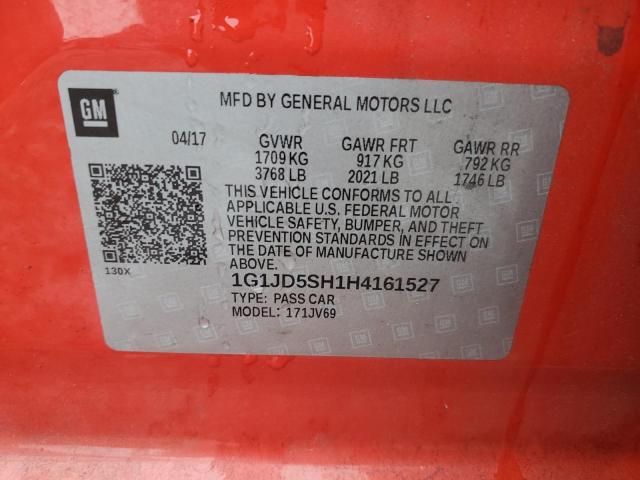 GM
MFD BY GENERAL MOTORS LLC
04/17 GVWR GAWR FRT GAWR RR
1709 KG 917 KG 792 KG
3768 LB 2021 LB 1746 LB
THIS VEHICLE CONFORMS TO ALL
APPLICABLE U.S. FEDERAL MOTOR
VEHICLE SAFETY, BUMPER, AND THEFT
PREVENTION STANDARDS IN EFFECT ON
THE DATE OF MANUFACTURE SHOWN
ABOVE.
130X
1G1JD5SH1H4161527
TYPE: PASS CAR
MODEL: 171JV69